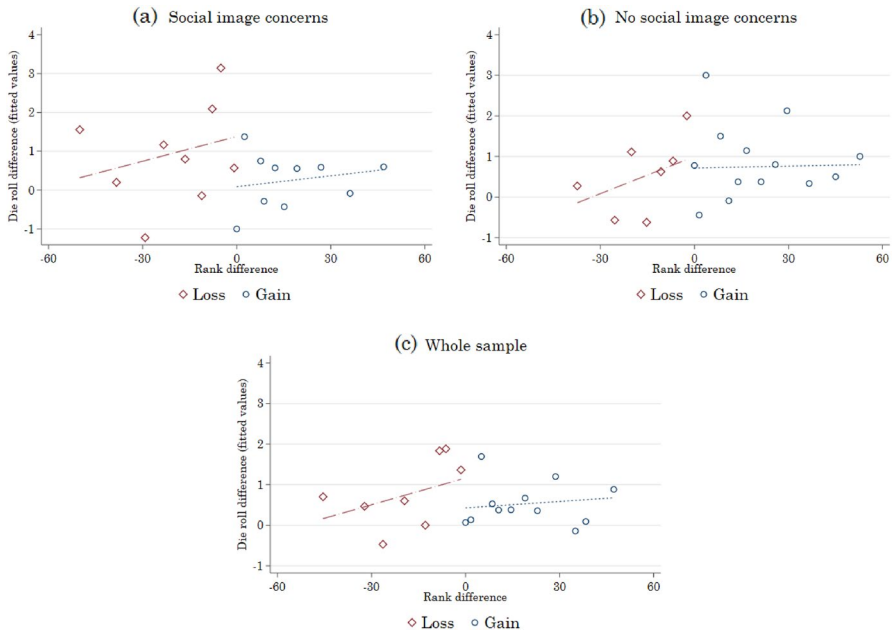 (a) Social image concerns
Die roll difference (fitted values)
4
3
2
1
0
-1
-60
-30
0
30
60
Rank difference
Loss Gain
(b) No social image concerns
Die roll difference (fitted values)
4
3
2
1
0
-1
-60
-30
0
30
60
Rank difference
Loss Gain
(c) Whole sample
Die roll difference (fitted values)
4
3
2
1
0
-1
-60
-30
0
30
60
Rank difference
Loss Gain